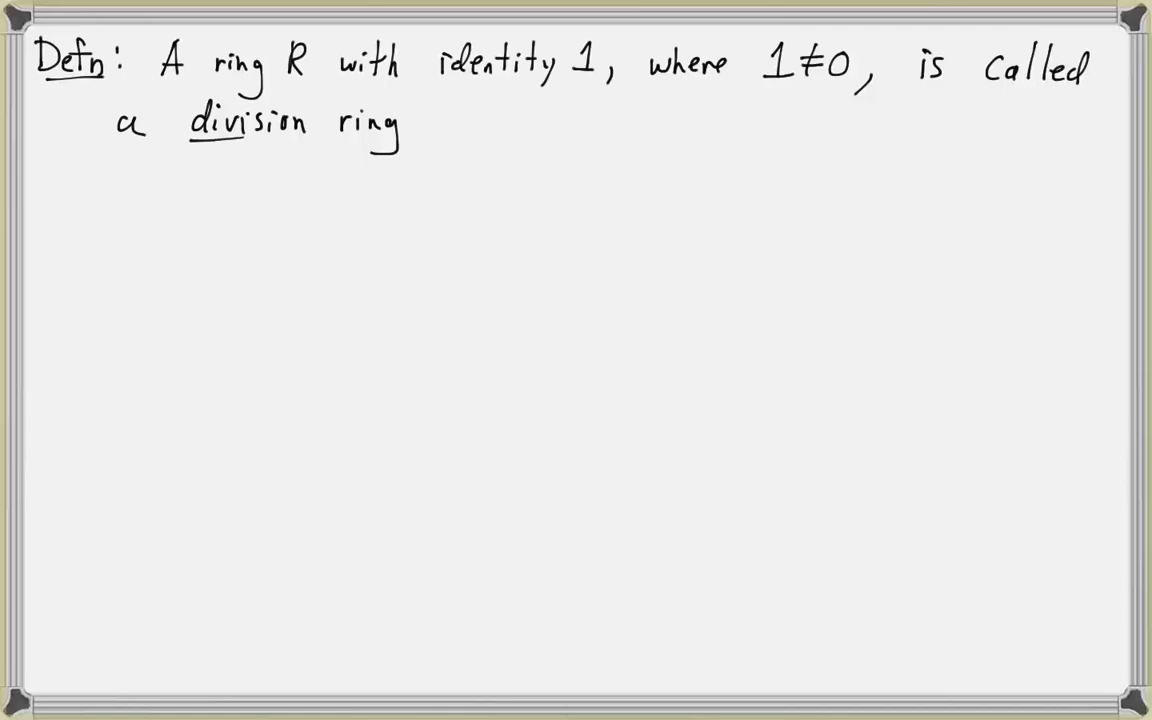 Defn: A ring R with identity 1, where 1≠0, is called
a division ring